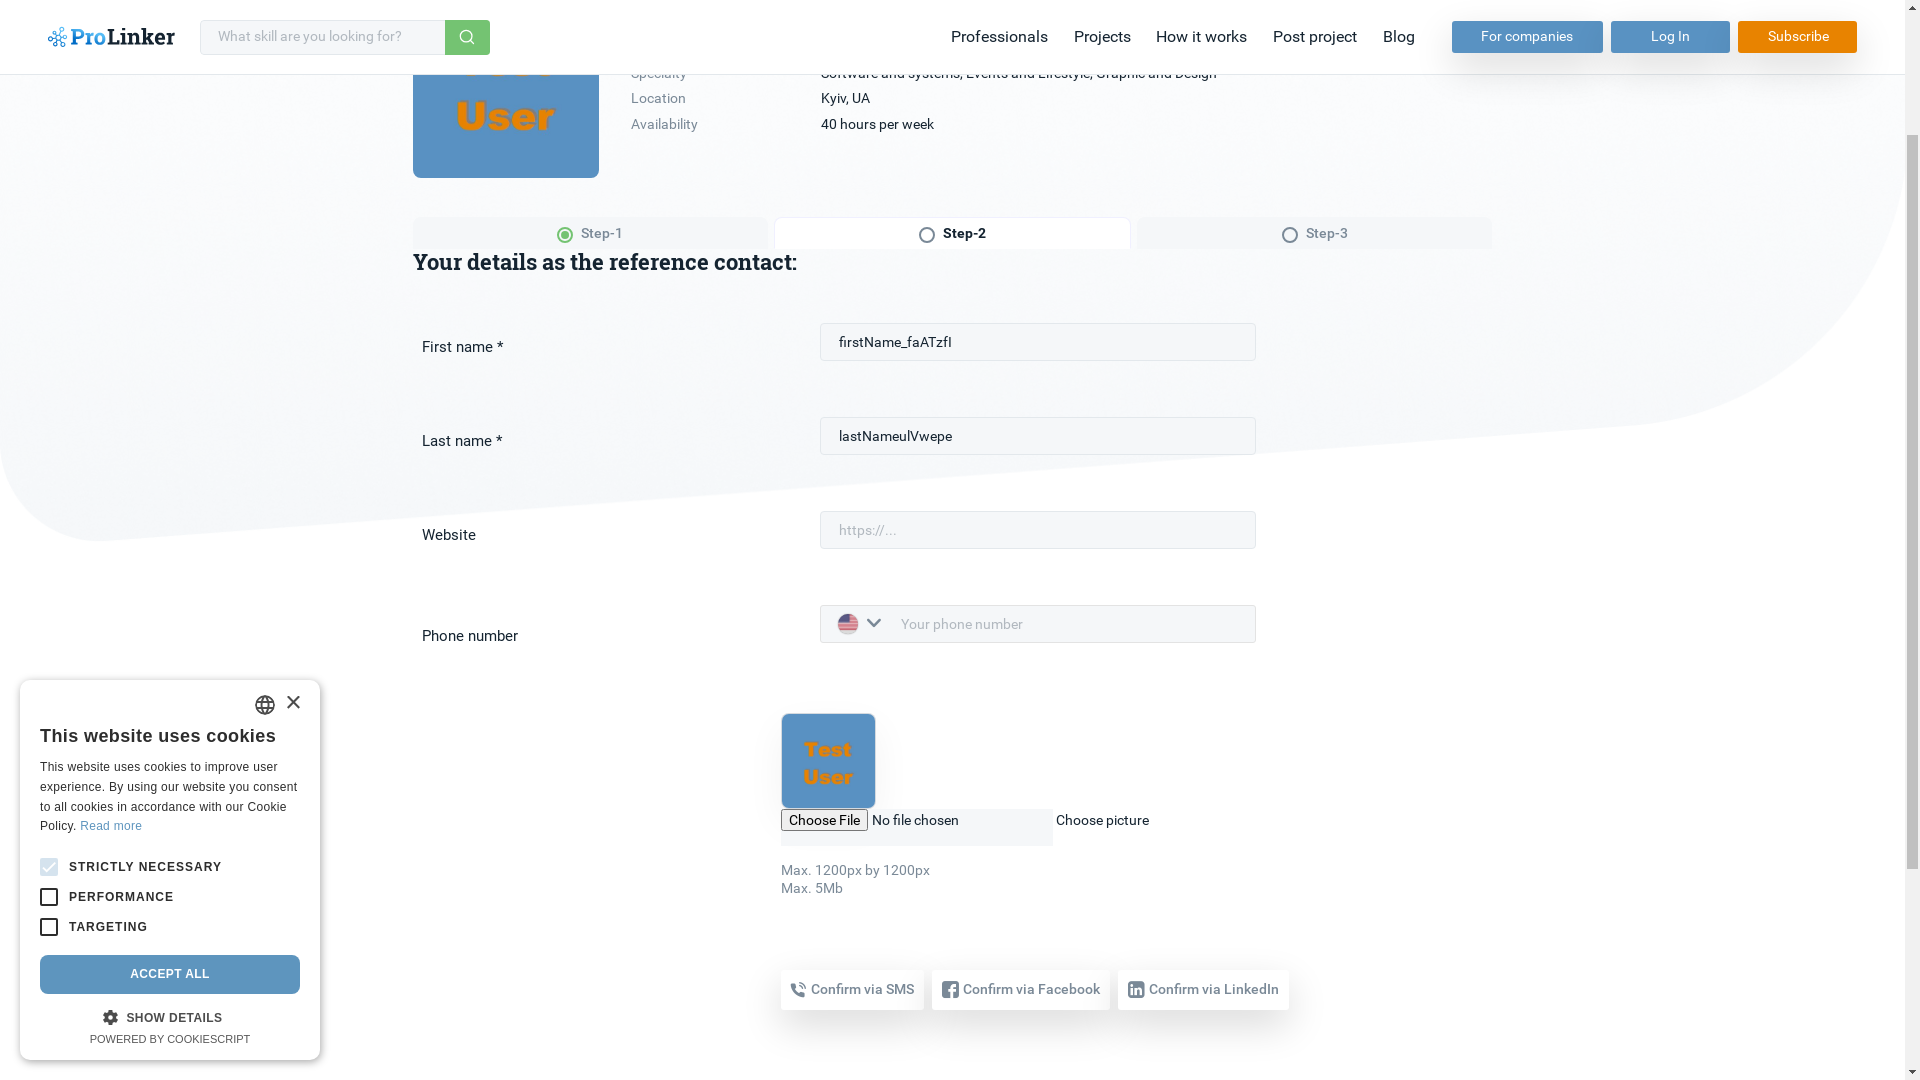 ProLinker
What skill are you looking for?
Professionals
Projects
How it works
Post project
Blog
For companies
Log In
Subscribe
Specialty Software and systems, Events and Lifestyle, Graphic and Design
User
Location Kyiv, UA
Availability 40 hours per week
Step-1
Step-2
Step-3
Your details as the reference contact:
First name * firstName_faATzfI
Last name * lastNameulVwepe
Website https://...
Phone number Your phone number
Test
User
Choose File No file chosen Choose picture
Max. 1200px by 1200px
Max. 5Mb
Confirm via SMS
Confirm via Facebook
Confirm via LinkedIn
×
This website uses cookies
This website uses cookies to improve user
experience. By using our website you consent
to all cookies in accordance with our Cookie
Policy. Read more
STRICTLY NECESSARY
PERFORMANCE
TARGETING
ACCEPT ALL
SHOW DETAILS
POWERED BY COOKIESCRIPT